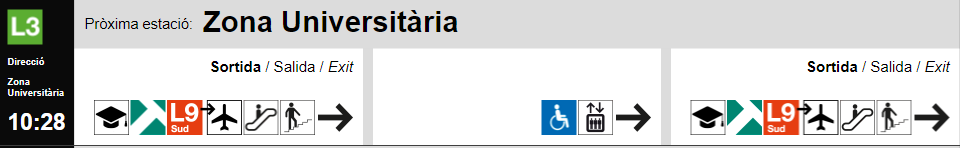 L3
Direcció
Zona
Universitària
10:28
Pròxima estació: Zona Universitària
Sortida / Salida / Exit
L9
Sud
Sortida / Salida / Exit
L9
Sud